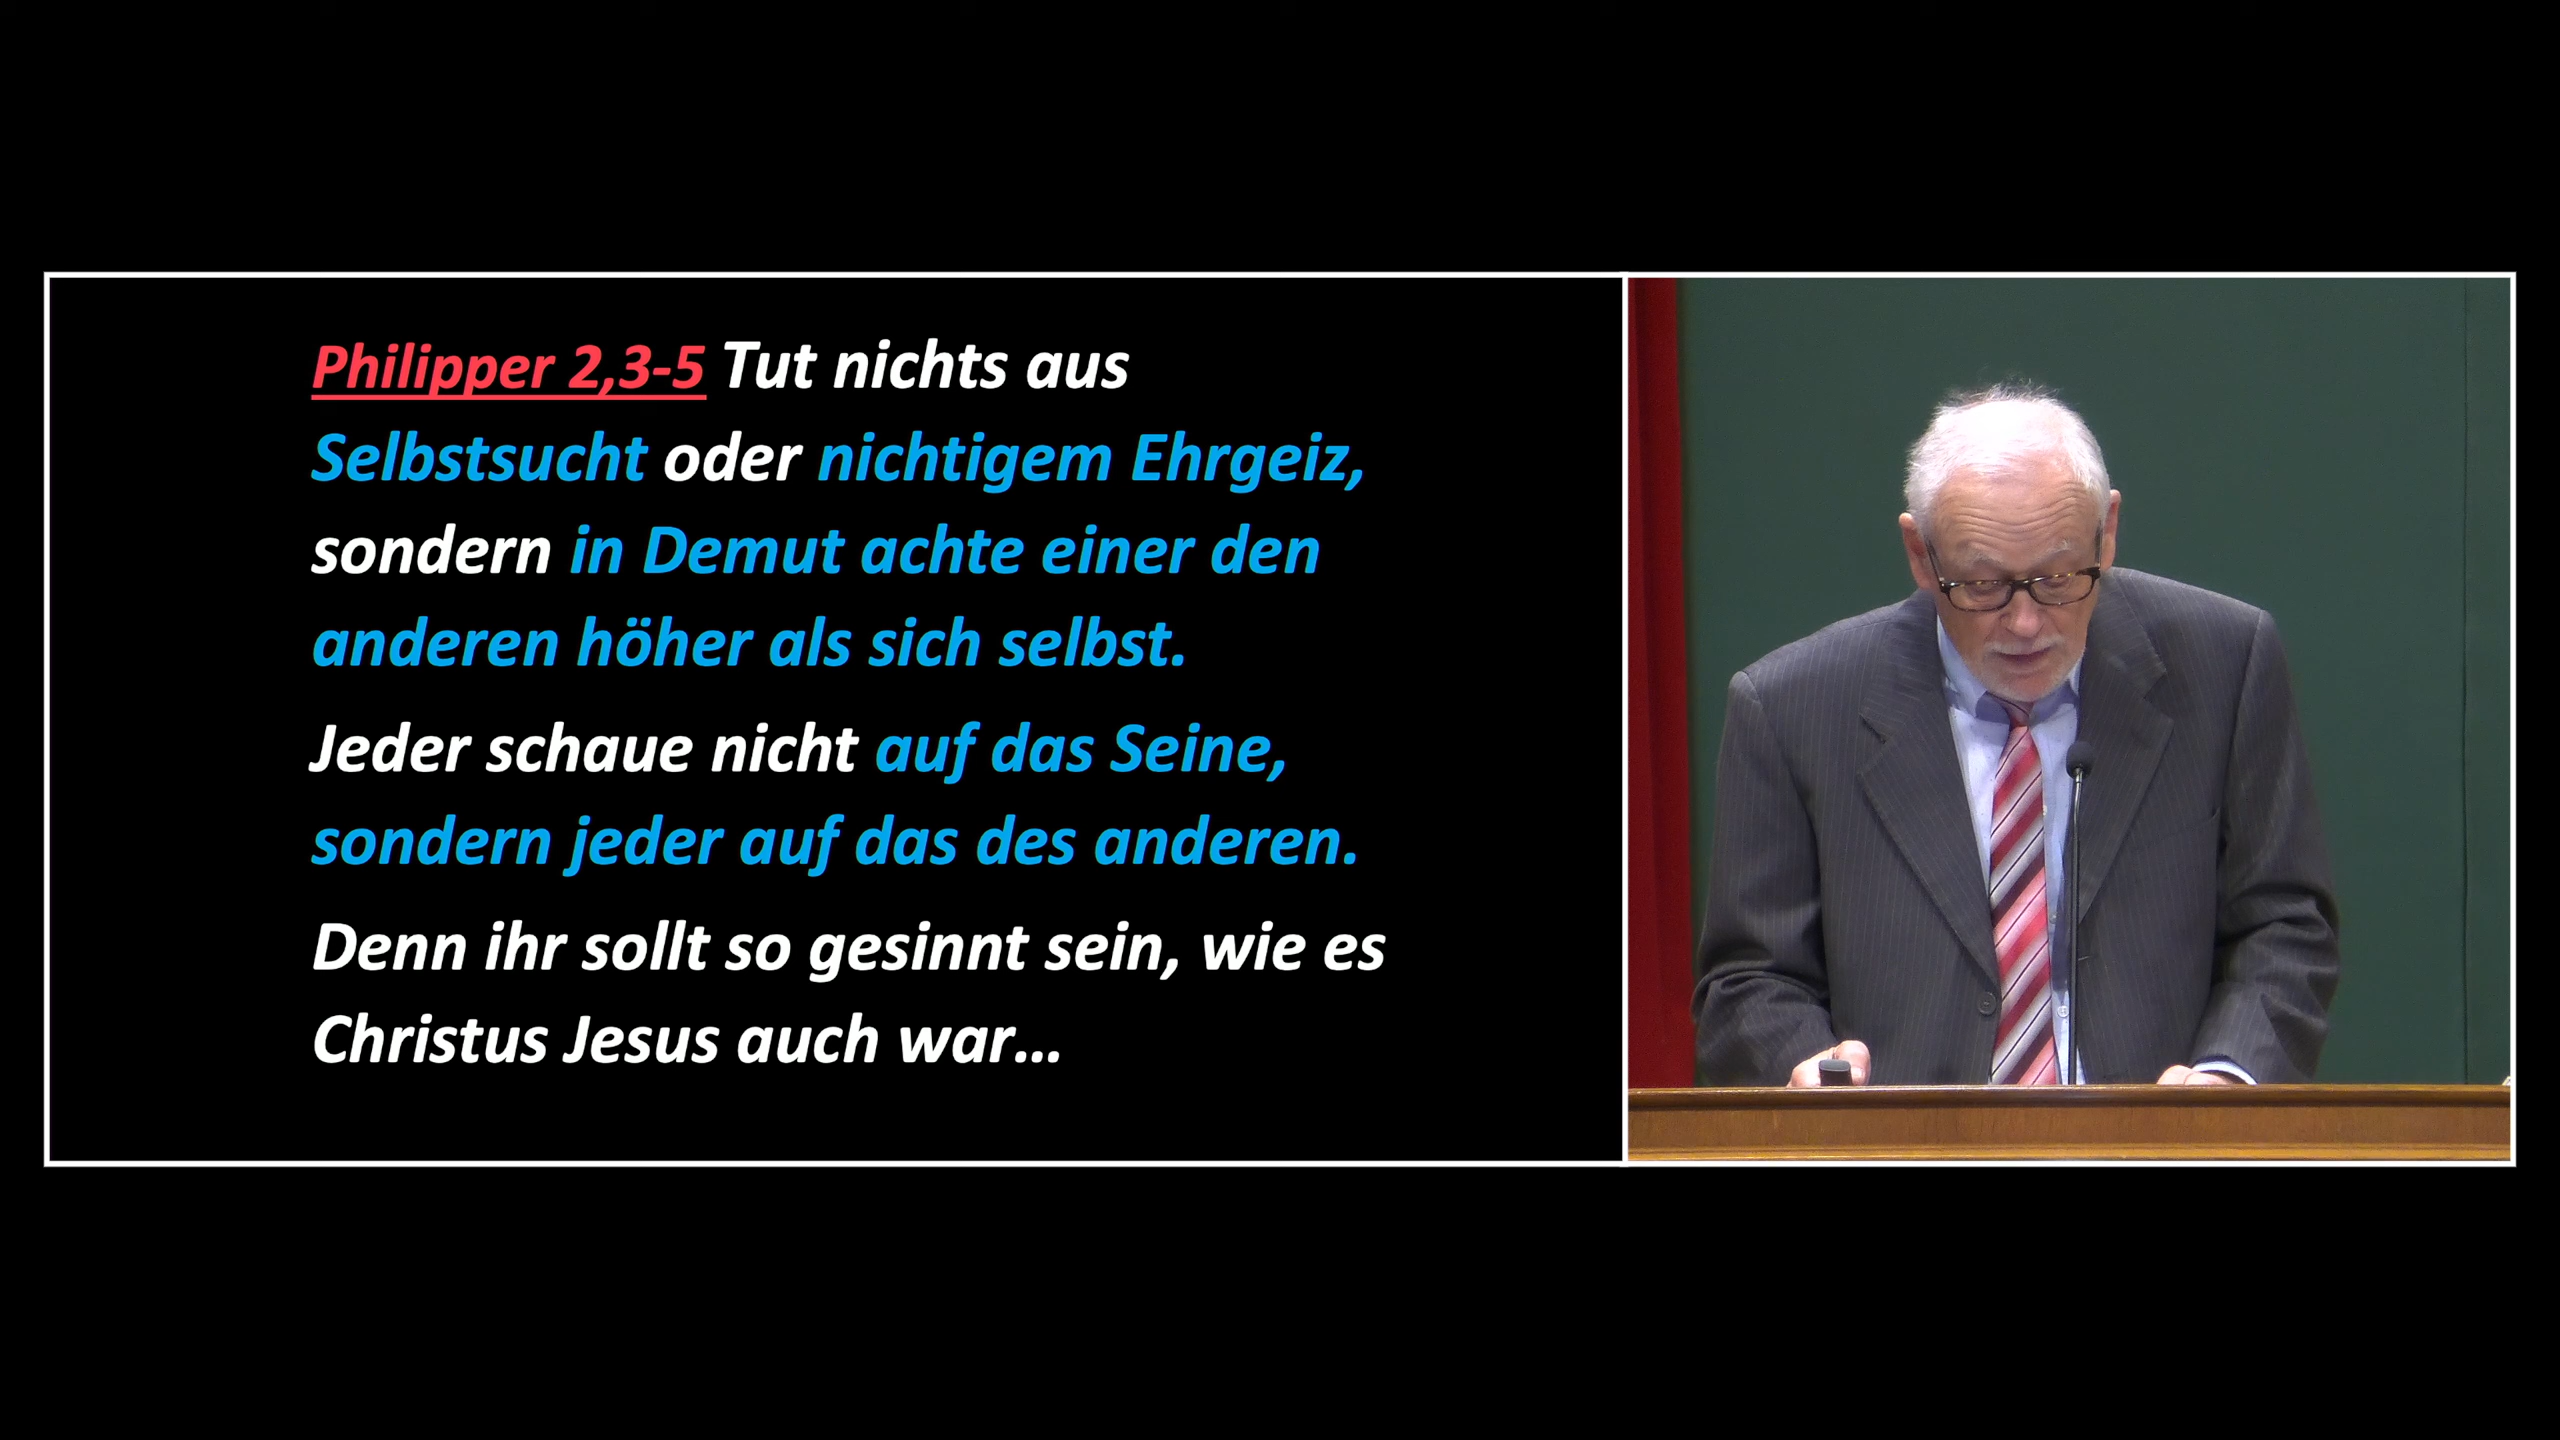 Philipper 2,3-5 Tut nichts aus
Selbstsucht oder nichtigem Ehrgeiz,
sondern in Demut achte einer den
anderen höher als sich selbst.
Jeder schaue nicht auf das Seine,
sondern jeder auf das des anderen.
Denn ihr sollt so gesinnt sein, wie es
Christus Jesus auch war...